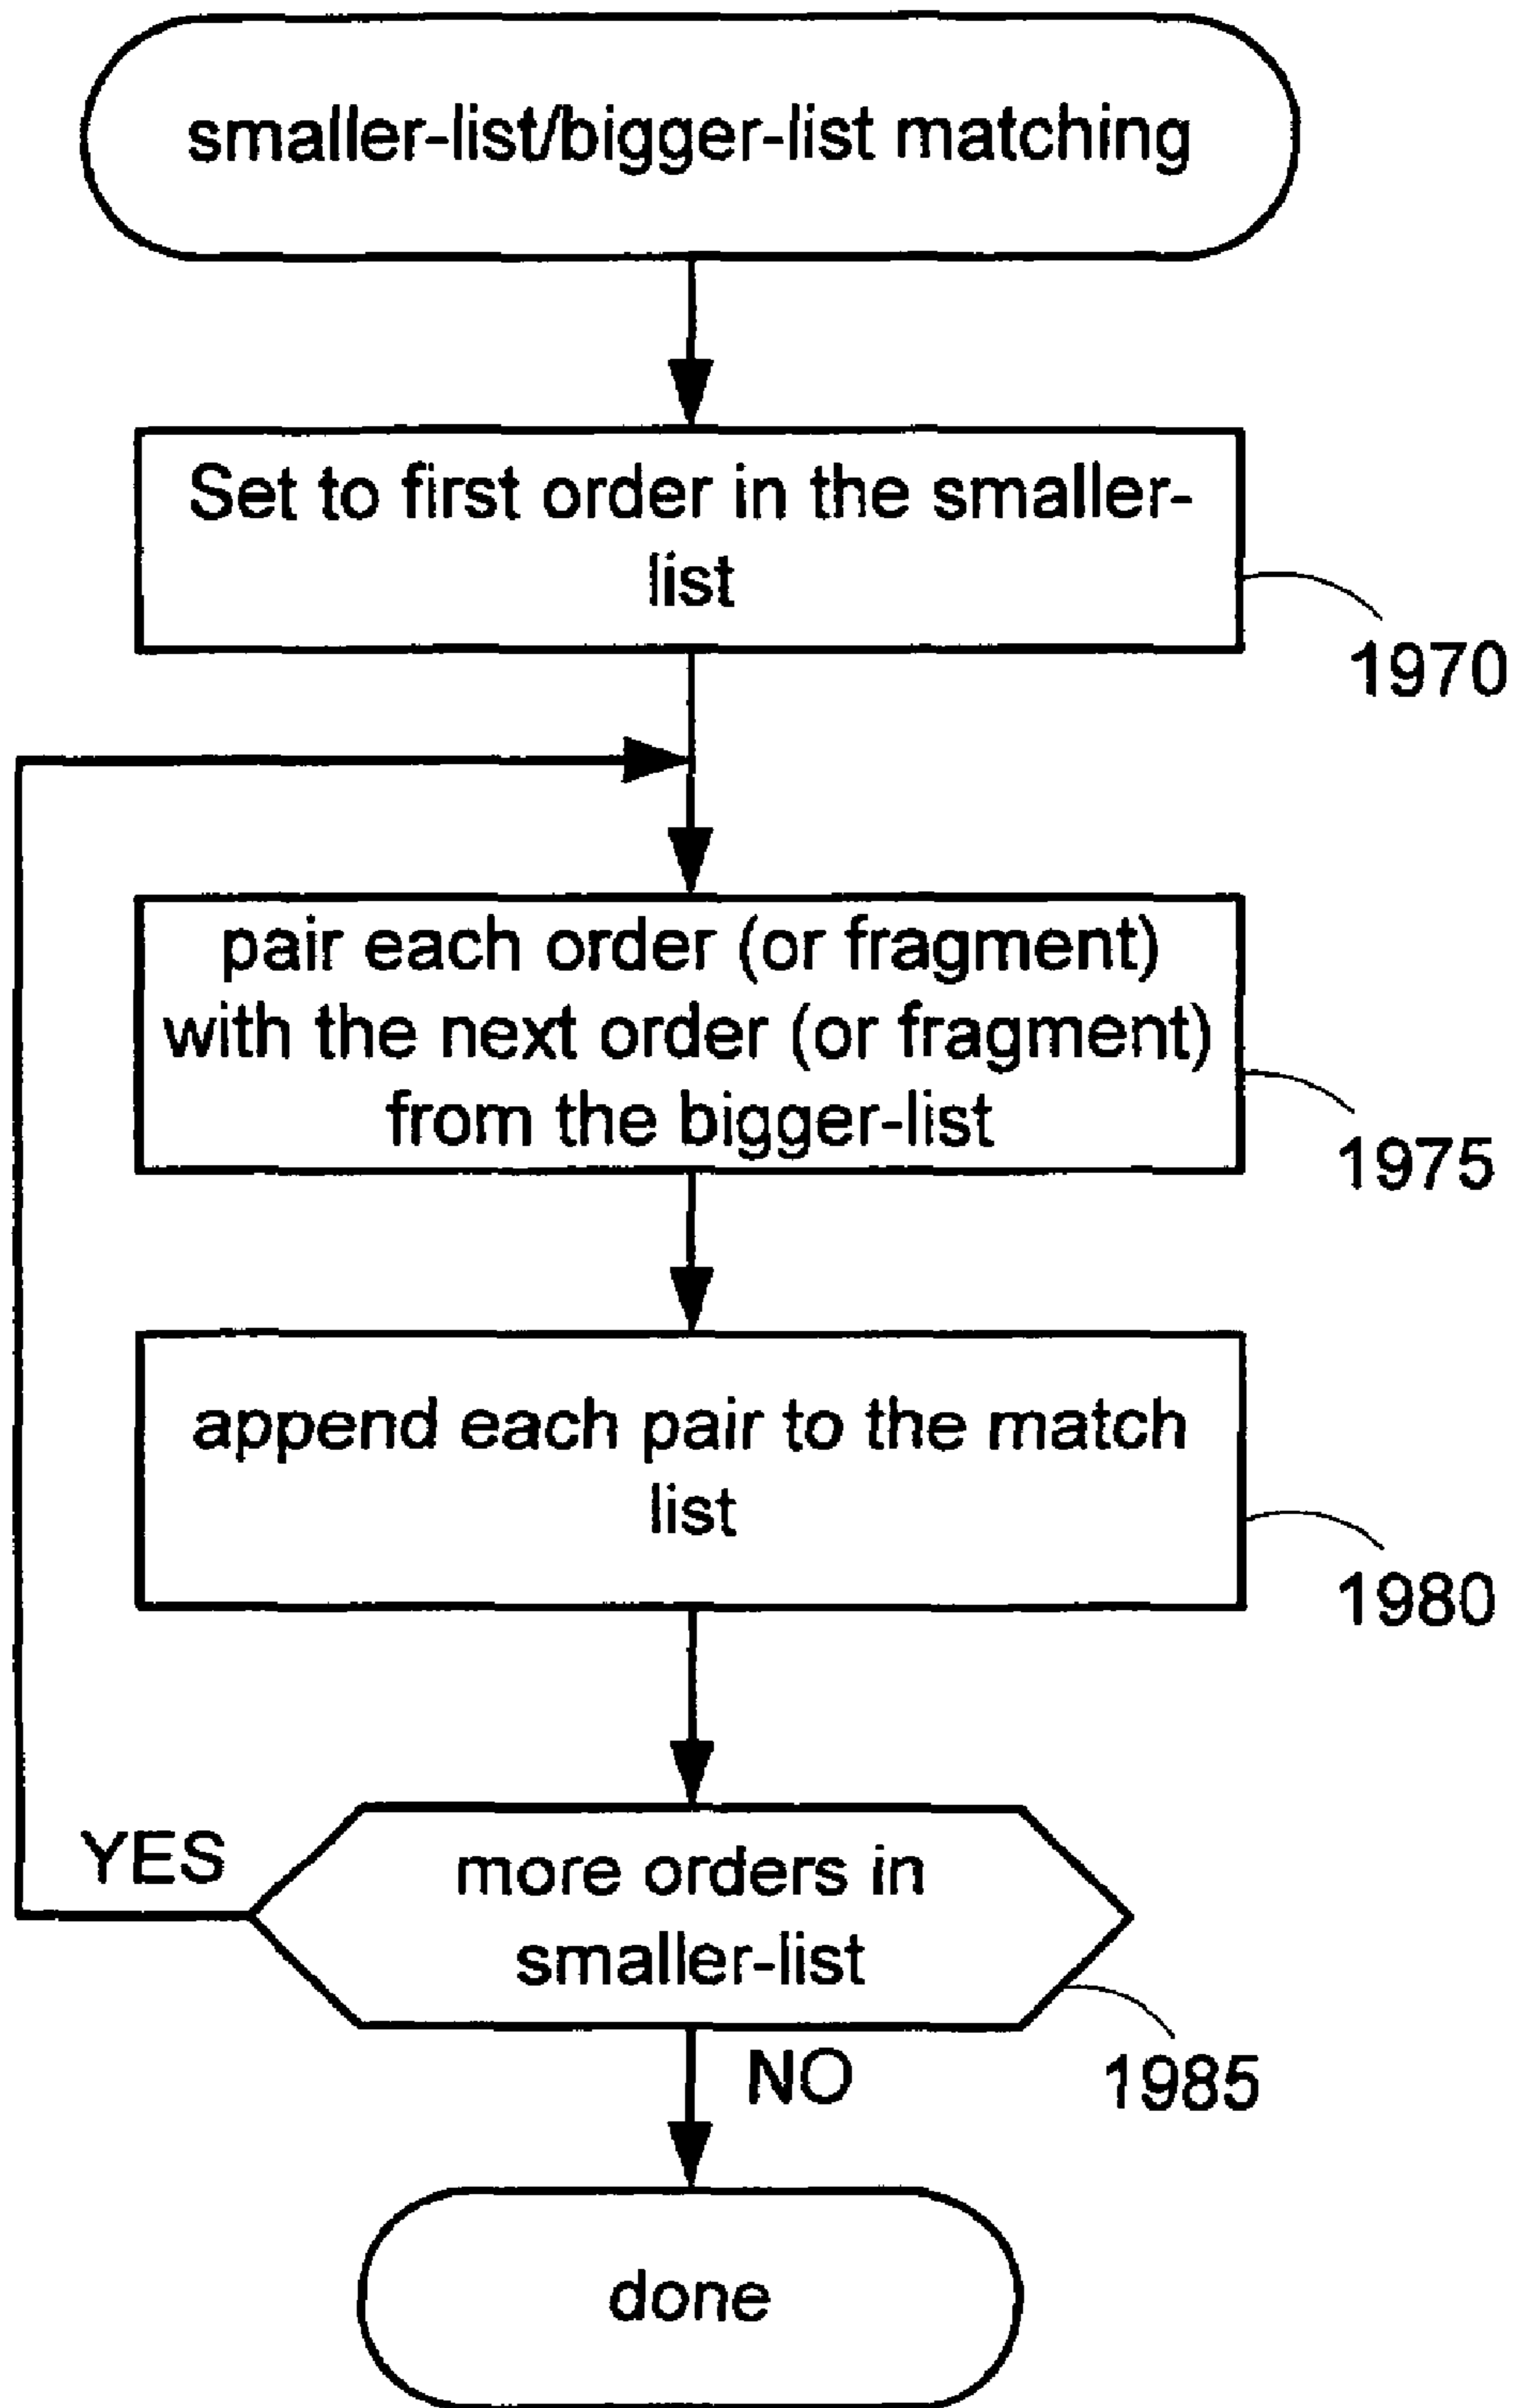 smaller-list/bigger-list matching
Set to first order in the smaller-
list
1970
pair each order (or fragment)
with the next order (or fragment)
from the bigger-list
1975
append each pair to the match
list
1980
YES
more orders in
smaller-list
1985
NO
done